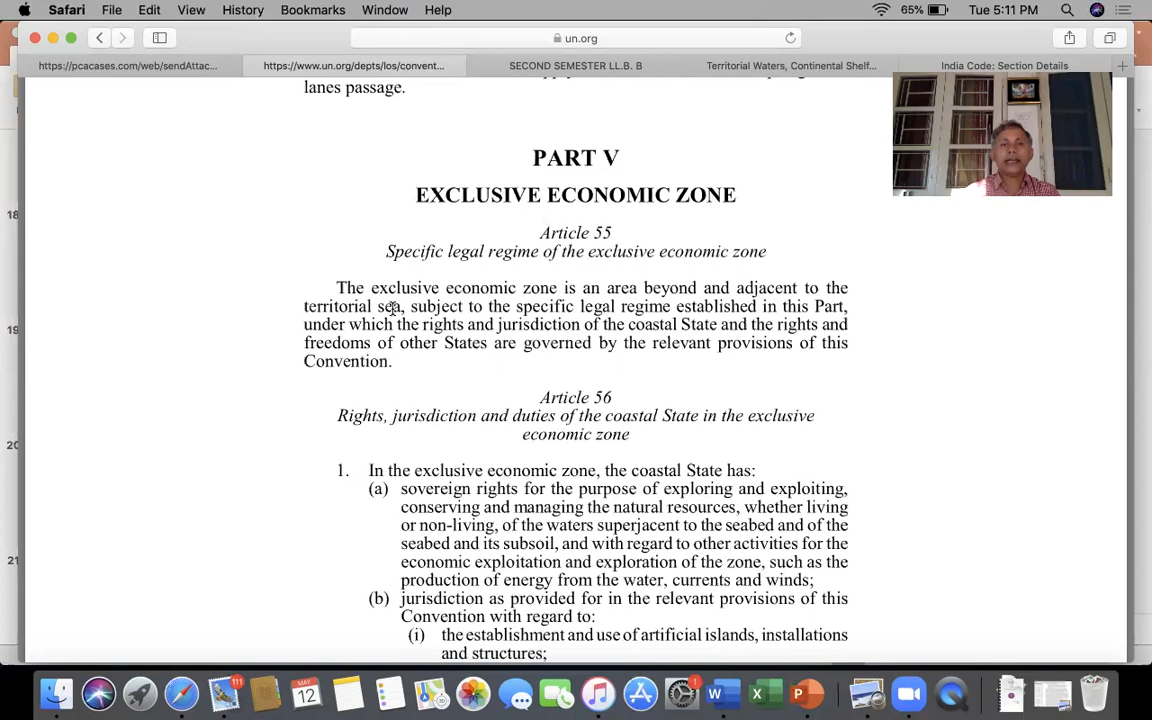 Safari File Edit View History Bookmarks Window Help 65% Tue 5:11 PM
un.org
https://pcacases.com/web/sendAttac... https://www.un.org/depts/los/convent... SECOND SEMESTER LL.B. B Territorial Waters, Continental Shelf... India Code: Section Details
lanes passage.
PART V
EXCLUSIVE ECONOMIC ZONE
Article 55
Specific legal regime of the exclusive economic zone
The exclusive economic zone is an area beyond and adjacent to the
territorial sea, subject to the specific legal regime established in this Part,
under which the rights and jurisdiction of the coastal State and the rights and
freedoms of other States are governed by the relevant provisions of this
Convention.
Article 56
Rights, jurisdiction and duties of the coastal State in the exclusive
economic zone
1. In the exclusive economic zone, the coastal State has:
(a) sovereign rights for the purpose of exploring and exploiting,
conserving and managing the natural resources, whether living
or non-living, of the waters superjacent to the seabed and of the
seabed and its subsoil, and with regard to other activities for the
economic exploitation and exploration of the zone, such as the
production of energy from the water, currents and winds;
(b) jurisdiction as provided for in the relevant provisions of this
Convention with regard to:
(i) the establishment and use of artificial islands, installations
and structures;
18
19
20
21
111
MAY
12
1
W
X
P